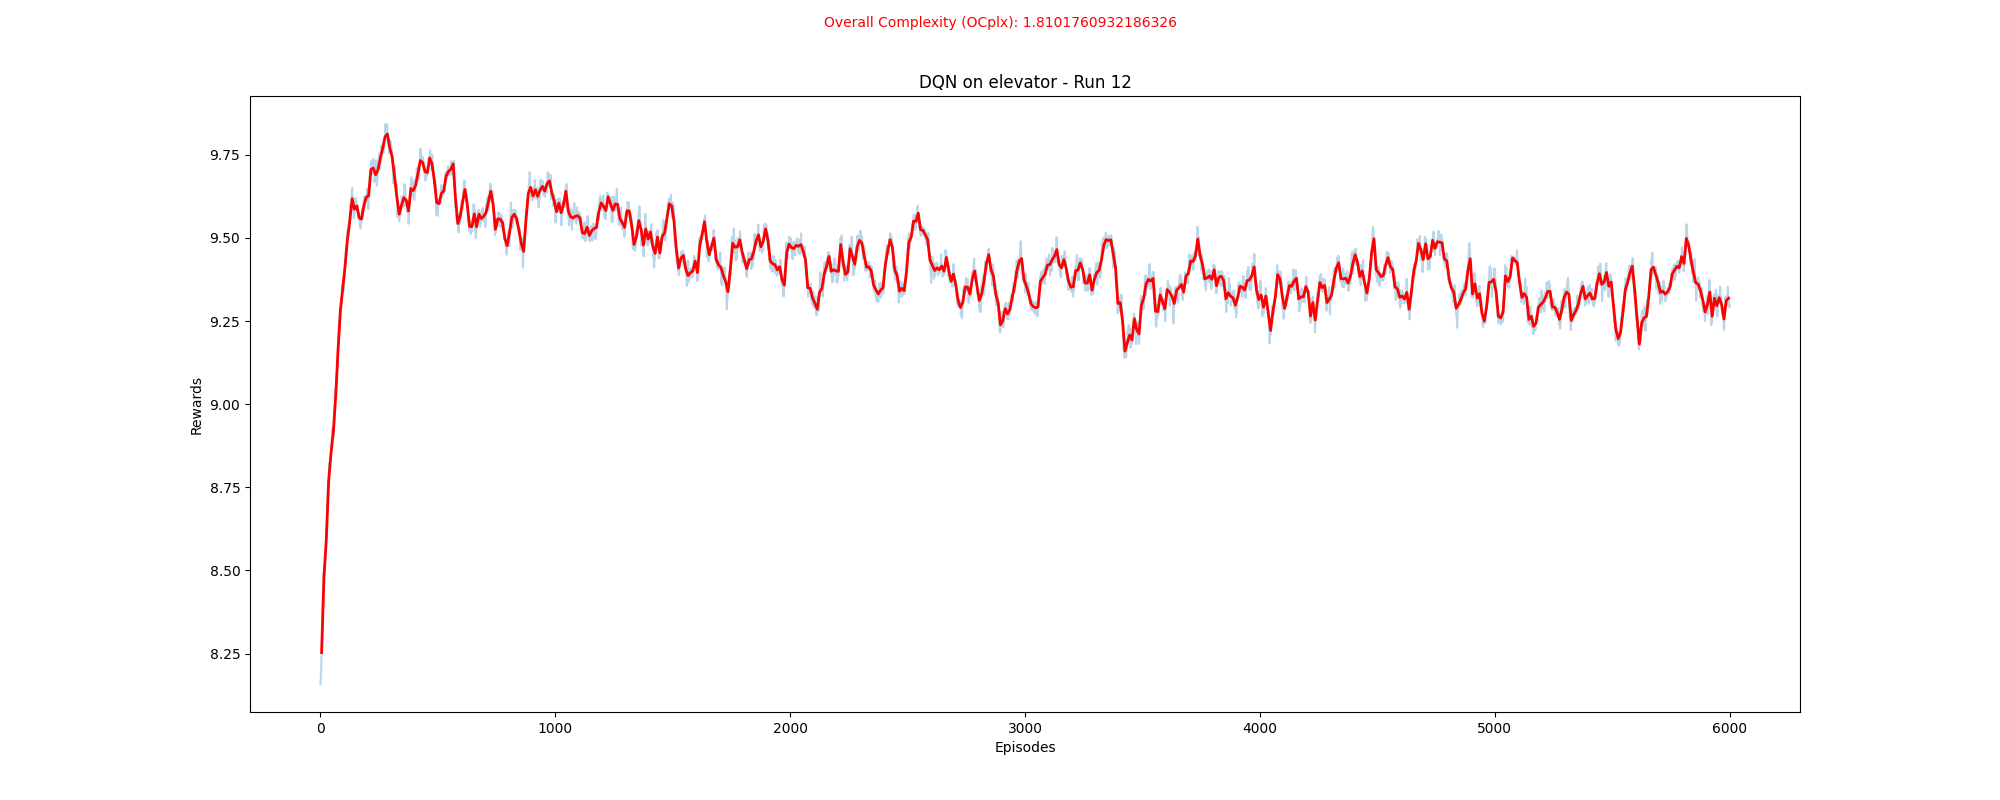 Overall Complexity (OCplx): 1.8101760932186326
DQN on elevator - Run 12
9.75
9.50
9.25
9.00
8.75
8.50
8.25
Rewards
0 1000 2000 3000 4000 5000 6000
Episodes